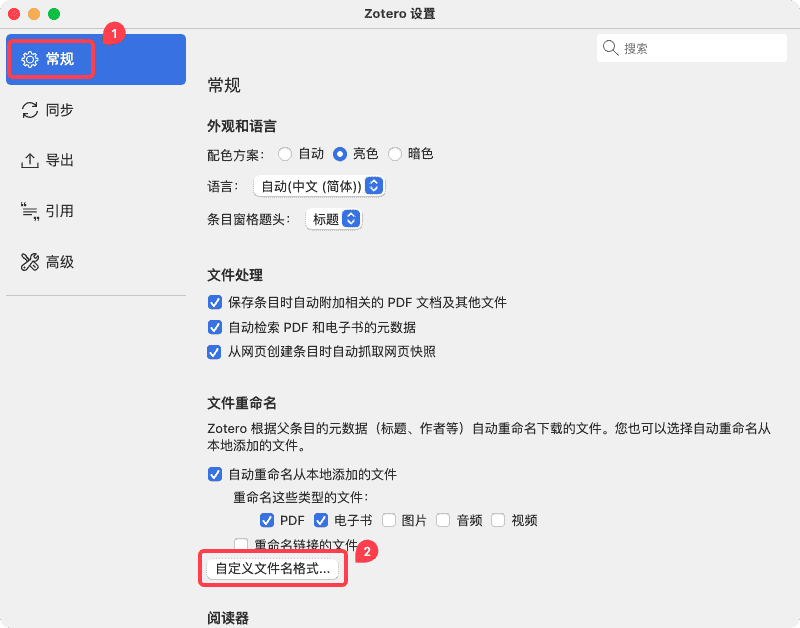 Zotero 设置
1
常规
同步
导出
引用
高级
搜索
常规
外观和语言
配色方案: 自动 亮色 暗色
语言: 自动(中文 (简体))
条目窗格题头: 标题
文件处理
保存条目时自动附加相关的 PDF 文档及其他文件
自动检索 PDF 和电子书的元数据
从网页创建条目时自动抓取网页快照
文件重命名
Zotero 根据父条目的元数据（标题、作者等）自动重命名下载的文件。您也可以选择自动重命名从
本地添加的文件。
自动重命名从本地添加的文件
重命名这些类型的文件:
PDF 电子书 图片 音频 视频
重命名链接的文件
2
自定义文件名格式...
阅读器